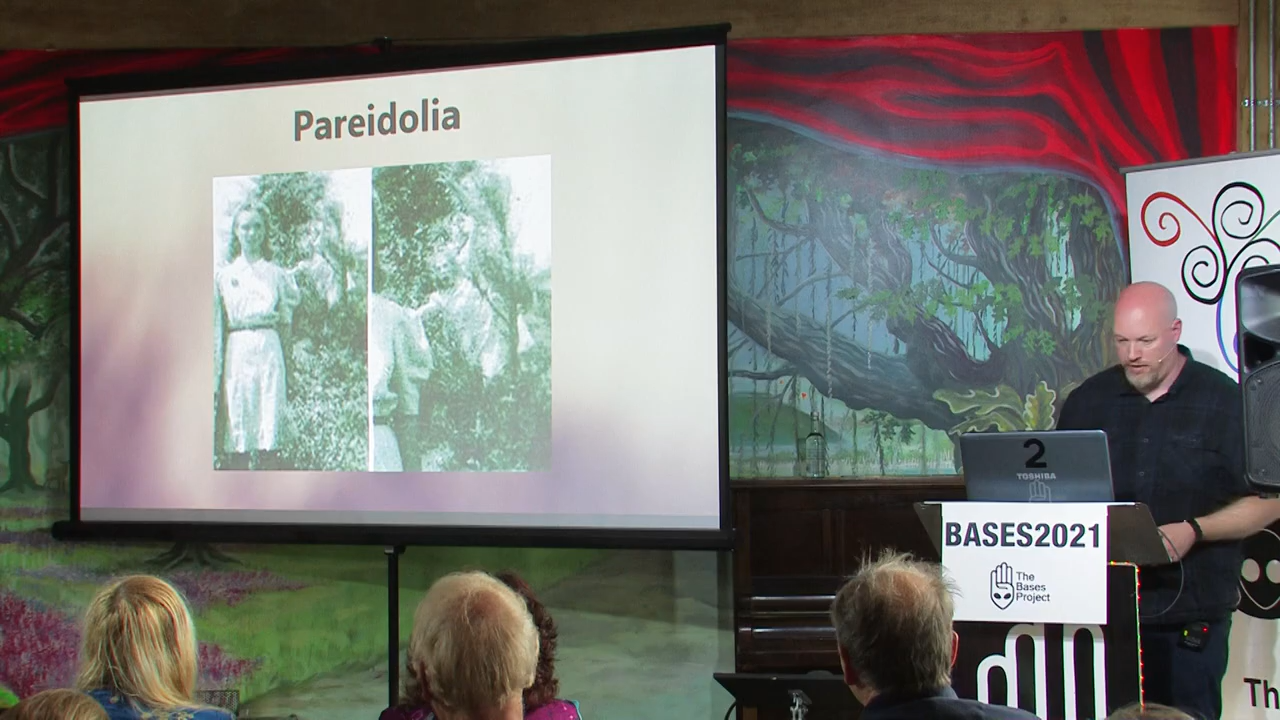 Pareidolia
2
TOSHIBA
BASES2021
The
Bases
Project
Th